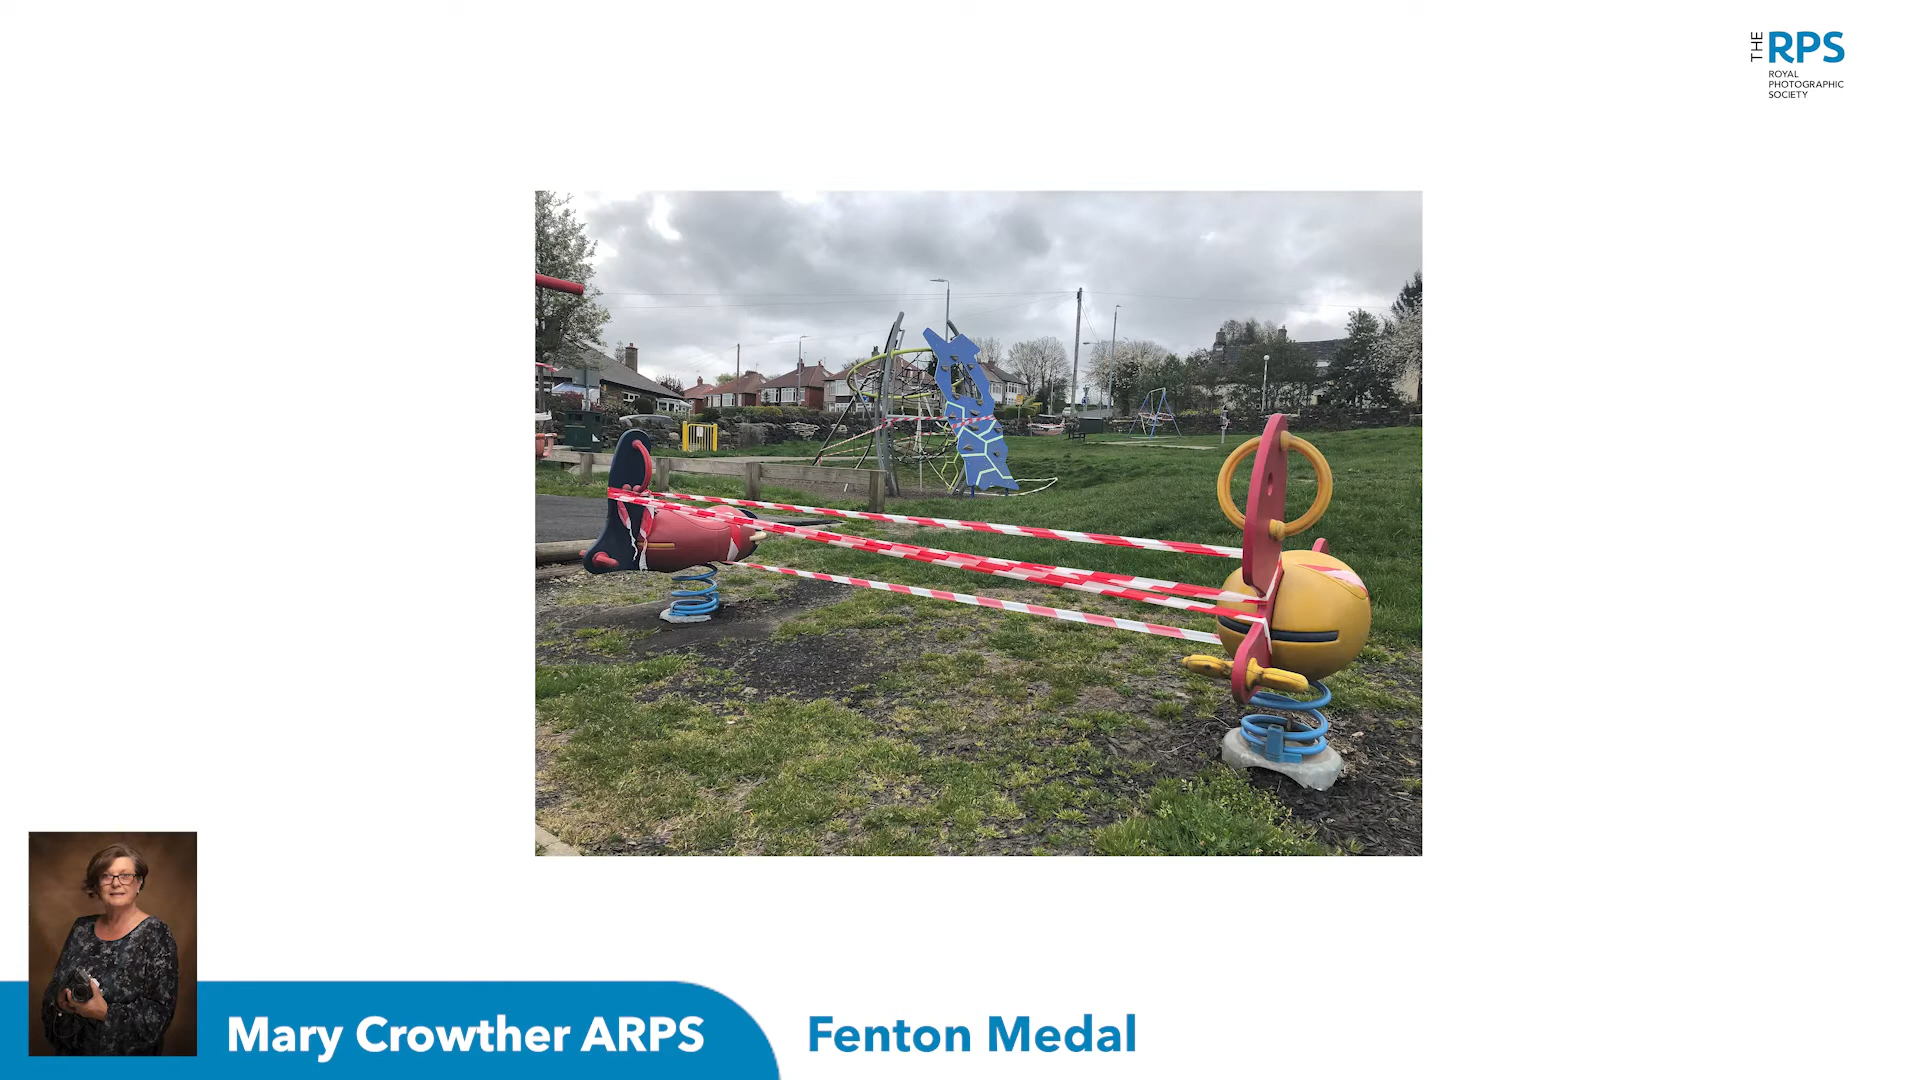 THE RPS
ROYAL
PHOTOGRAPHIC
SOCIETY
Mary Crowther ARPS
Fenton Medal